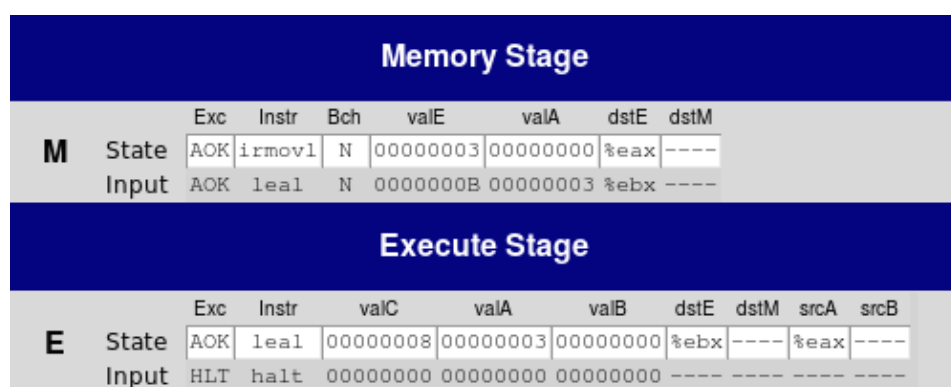 Memory Stage
Exc Instr Bch valE valA dstE dstM
M State AOK irmovl N 00000003 00000000 %eax ----
Input AOK leal N 0000000B 00000003 %ebx ----
Execute Stage
Exc Instr valC valA valB dstE dstM srcA srcB
E State AOK leal 00000008 00000003 00000000 %ebx ---- %eax ----
Input HLT halt 00000000 00000000 00000000 ---- ---- ---- ----